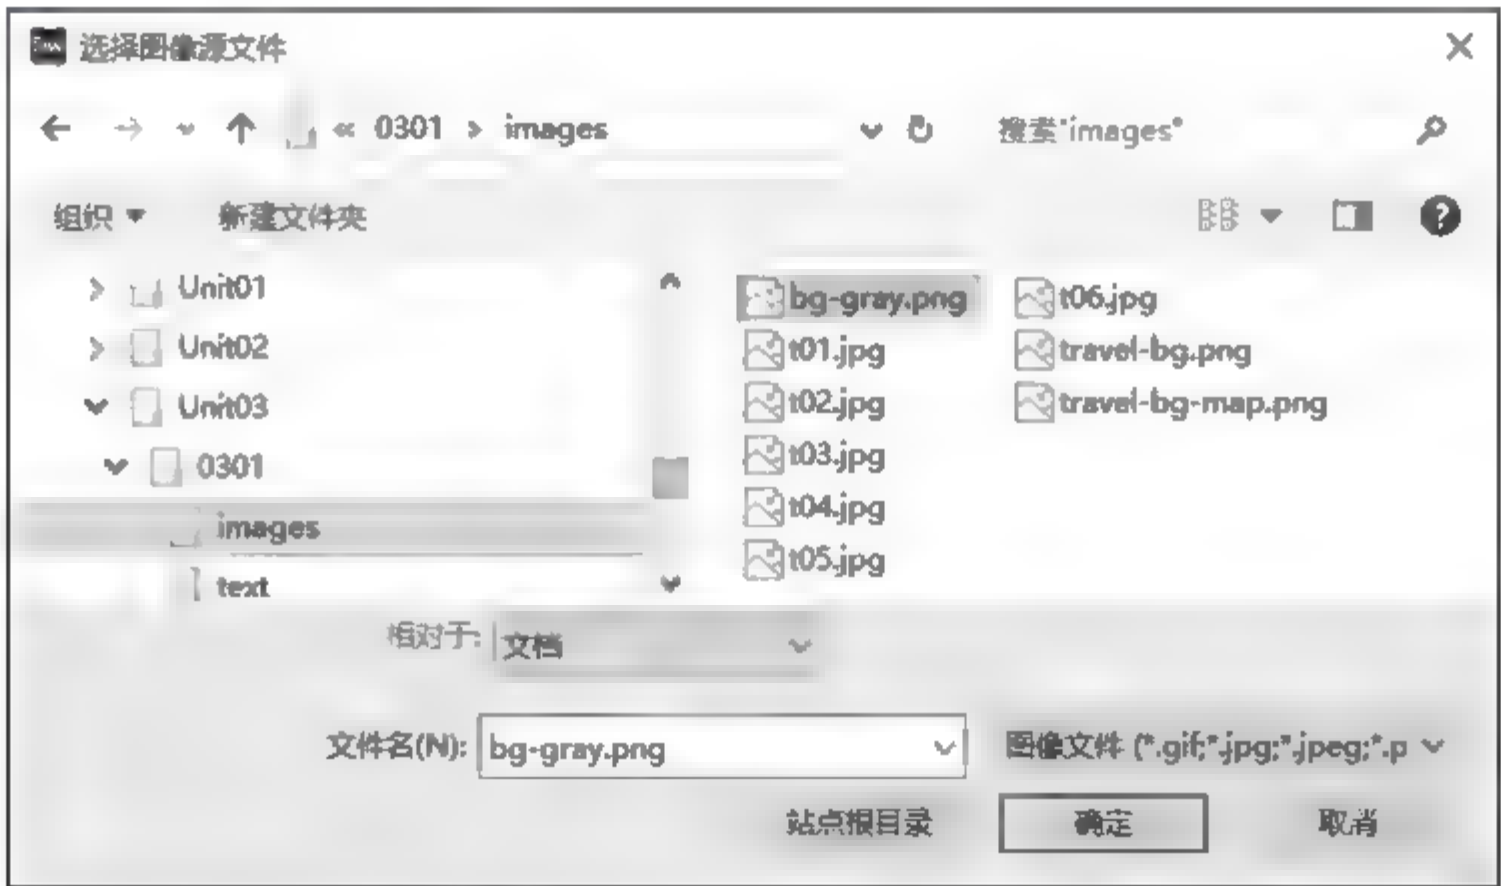 选择图像源文件
« 0301 > images 搜索"images"
组织 新建文件夹
Unit01
Unit02
Unit03
0301
images
text
bg-gray.png
t01.jpg
t02.jpg
t03.jpg
t04.jpg
t05.jpg
t06.jpg
travel-bg.png
travel-bg-map.png
相对于: 文档
文件名(N): bg-gray.png 图像文件 (*.gif;*.jpg;*.jpeg;*.p
站点根目录 确定 取消